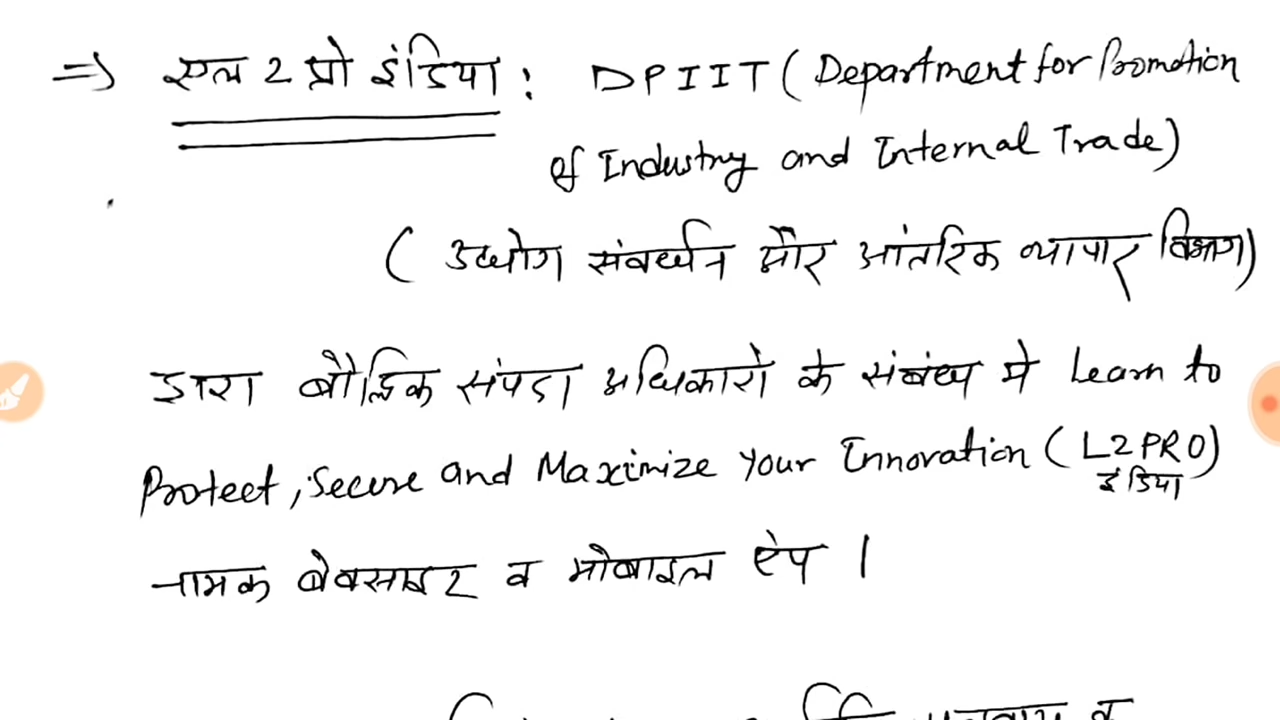 ⇒ एल 2 प्रो इंडिया : DPIIT (Department for Promotion
of Industry and Internal Trade)
( उद्योग संवर्धन और आंतरिक व्यापार विभाग)
द्वारा बौद्धिक संपदा अधिकारों के संबंध में Learn to
Protect, Secure and Maximize Your Innovation (L2PRO)
इंडिया
नामक वेबसाइट व मोबाइल ऐप ।